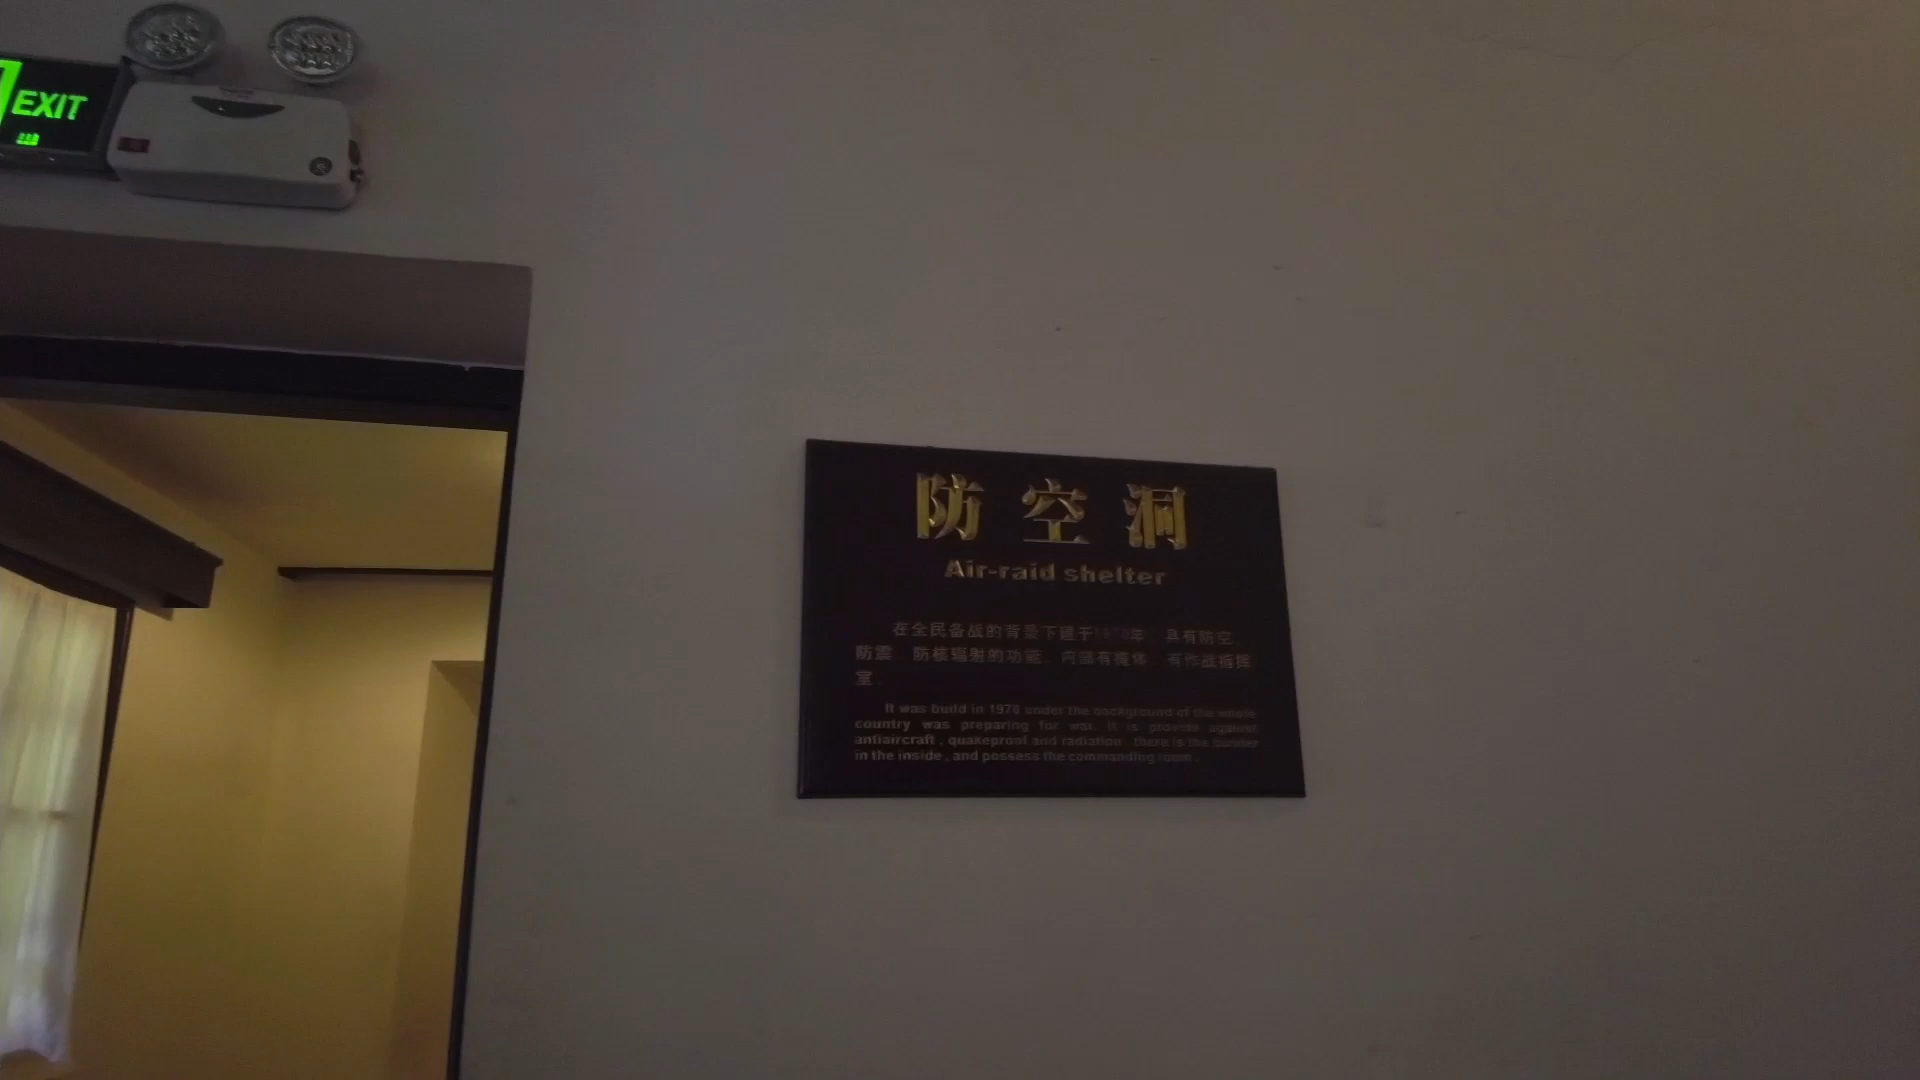 EXIT
防空洞
Air-raid shelter
在全民备战的背景下建于年 具有防空、
防震、防核辐射的功能、内部有掩体、有作战指挥
室。
It was build in 1970 under the background of the whole
country was preparing for war. It is provide against
antiaircraft , quakeproof and radiation , there is the bunker
in the inside , and possess the commanding room .